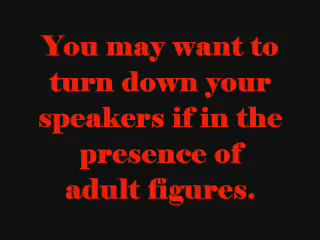 You may want to
turn down your
speakers if in the
presence of
adult figures.